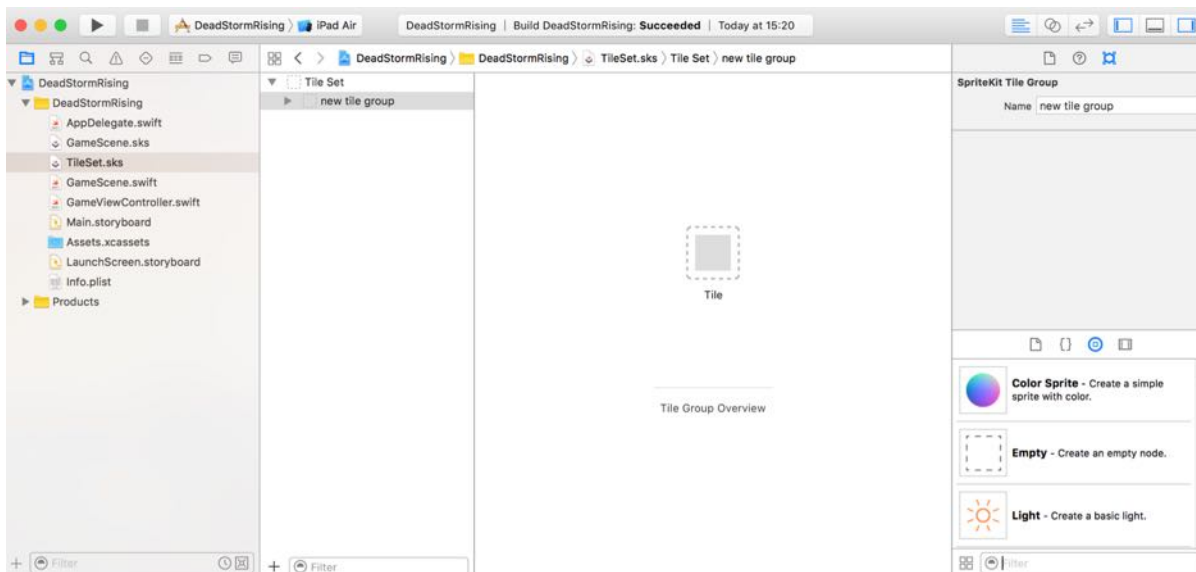 DeadStormRising 〉 iPad Air
DeadStormRising | Build DeadStormRising: Succeeded | Today at 15:20
DeadStormRising 〉 DeadStormRising 〉 TileSet.sks 〉 Tile Set 〉 new tile group
DeadStormRising
DeadStormRising
AppDelegate.swift
GameScene.sks
TileSet.sks
GameScene.swift
GameViewController.swift
Main.storyboard
Assets.xcassets
LaunchScreen.storyboard
Info.plist
Products
Filter
Tile Set
new tile group
Filter
Tile
Tile Group Overview
SpriteKit Tile Group
Name new tile group
Color Sprite - Create a simple
sprite with color.
Empty - Create an empty node.
Light - Create a basic light.
Filter